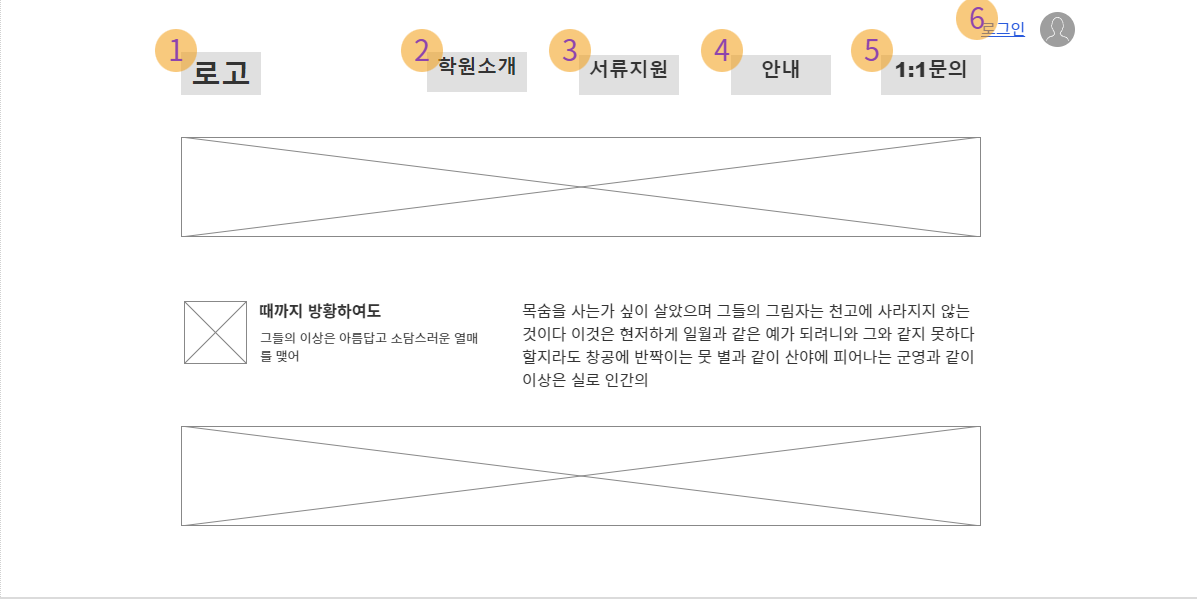 6
로그인
1
로고
2
학원소개
3
서류지원
4
안내
5
1:1문의
때까지 방황하여도
그들의 이상은 아름답고 소담스러운 열매
를 맺어
목숨을 사는가 싶이 살았으며 그들의 그림자는 천고에 사라지지 않는
것이다 이것은 현저하게 일월과 같은 예가 되려니와 그와 같지 못하다
할지라도 창공에 반짝이는 뭇 별과 같이 산야에 피어나는 군영과 같이
이상은 실로 인간의